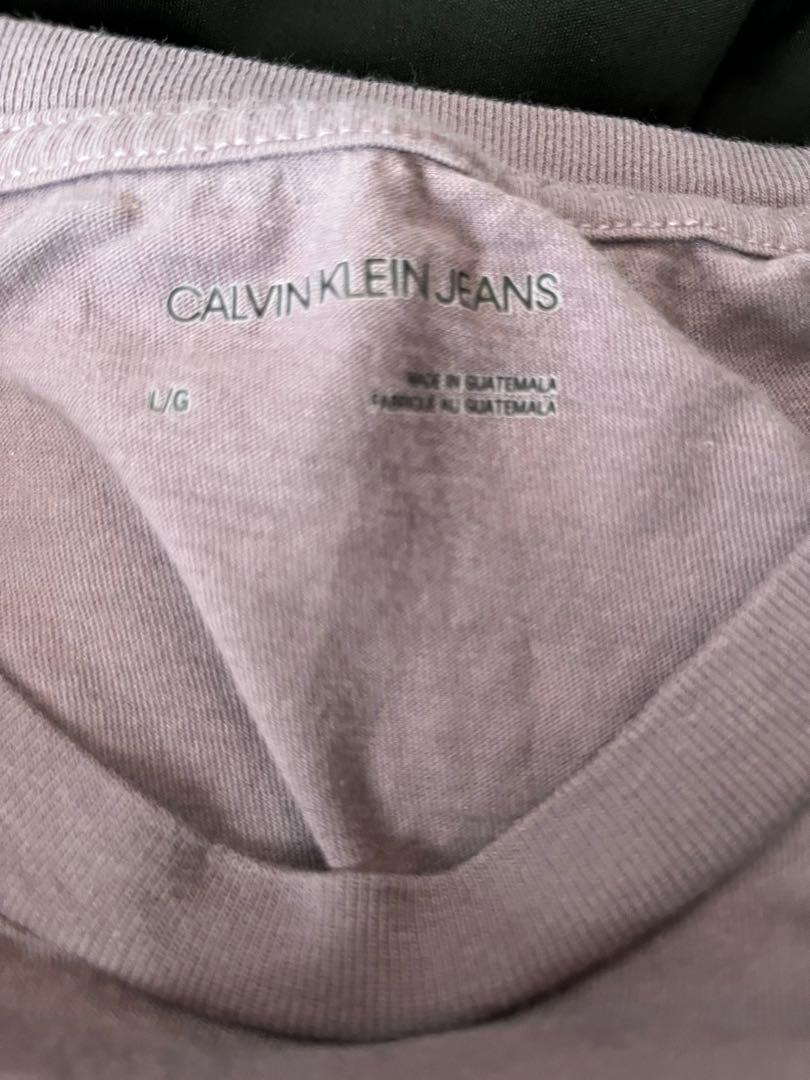 CALVIN KLEIN JEANS
L/G
MADE IN GUATEMALA
FABRIQUÉ AU GUATEMALA